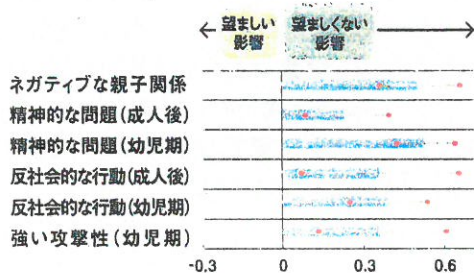 望ましい 望ましくない
影響 影響
ネガティブな親子関係
精神的な問題(成人後)
精神的な問題(幼児期)
反社会的な行動(成人後)
反社会的な行動(幼児期)
強い攻撃性(幼児期)
-0.3 0 0.3 0.6